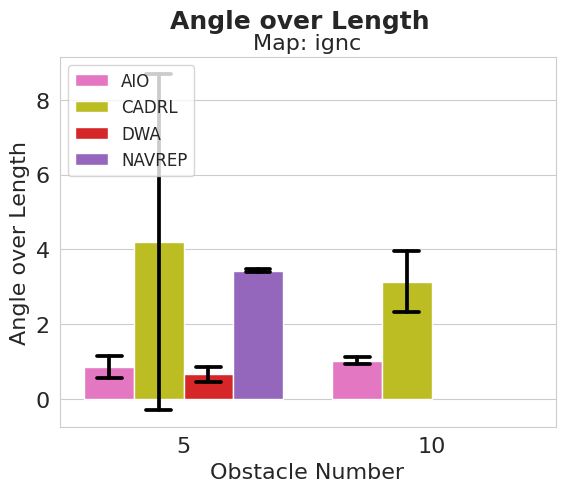 Angle over Length
Map: ignc
AIO
CADRL
DWA
NAVREP
Angle over Length
8
6
4
2
0
5
10
Obstacle Number